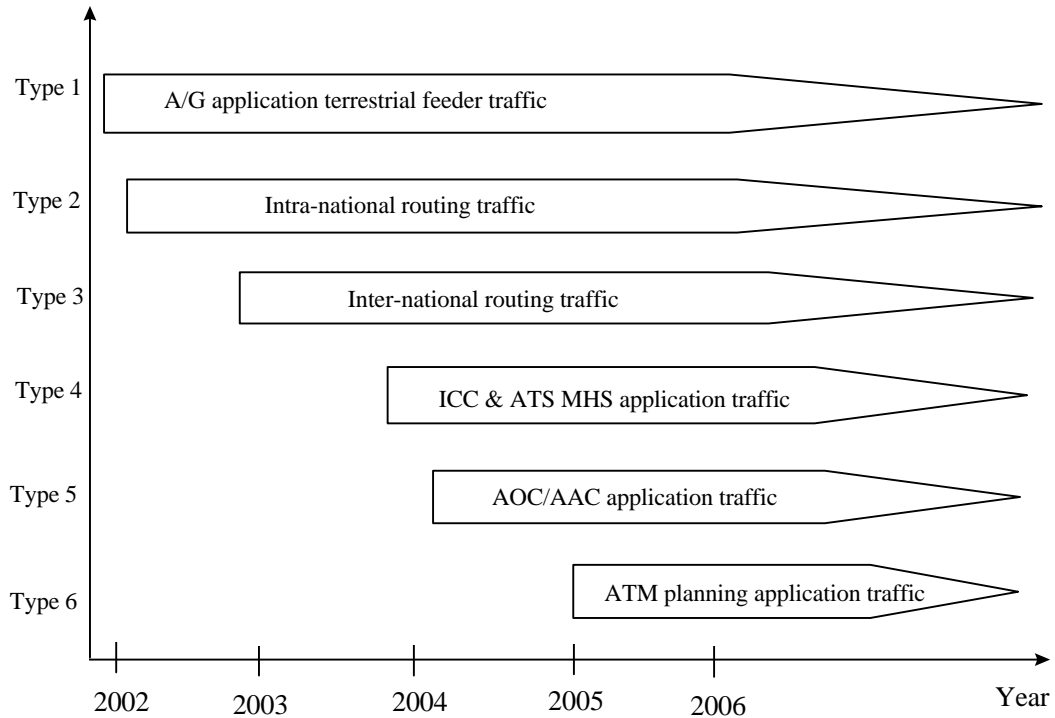 Type 1
A/G application terrestrial feeder traffic
Type 2
Intra-national routing traffic
Type 3
Inter-national routing traffic
Type 4
ICC & ATS MHS application traffic
Type 5
AOC/AAC application traffic
Type 6
ATM planning application traffic
2002 2003 2004 2005 2006 Year